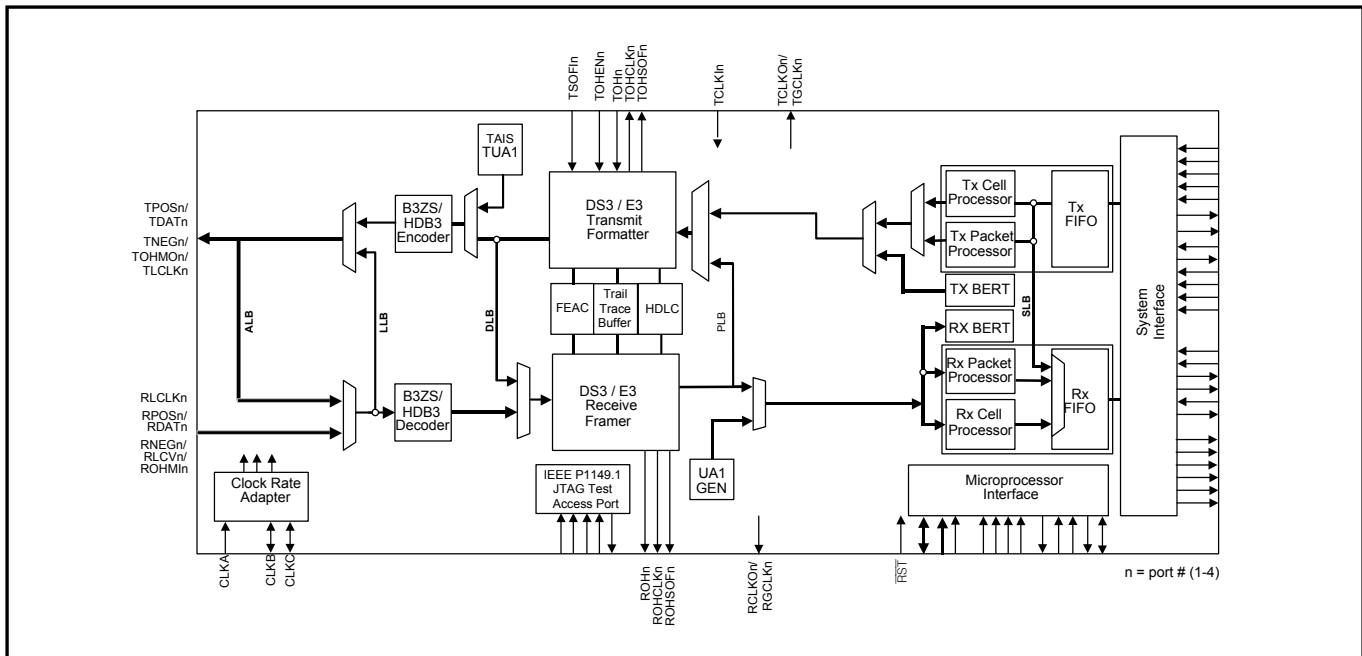 TSOFIn
TOHENn
TOHn
TOHCLKn
TOHSOFn
TCLKIn
TCLKOn/
TGCLKn
TAIS
TUA1
TPOSn/
TDATn
TNEGn/
TOHMOn/
TLCLKn
B3ZS/
HDB3
Encoder
DS3 / E3
Transmit
Formatter
Tx Cell
Processor
Tx Packet
Processor
Tx
FIFO
TX BERT
RX BERT
FEAC
Trail
Trace
Buffer
HDLC
ALB
LLB
DLB
PLB
SLB
System
Interface
RLCLKn
RPOSn/
RDATn
RNEGn/
RLCVn/
ROHMIn
B3ZS/
HDB3
Decoder
DS3 / E3
Receive
Framer
Rx Packet
Processor
Rx Cell
Processor
Rx
FIFO
UA1
GEN
Clock Rate
Adapter
IEEE P1149.1
JTAG Test
Access Port
Microprocessor
Interface
CLKA
CLKB
CLKC
ROHn
ROHCLKn
ROHSOFn
RCLKOn/
RGCLKn
RST
n = port # (1-4)